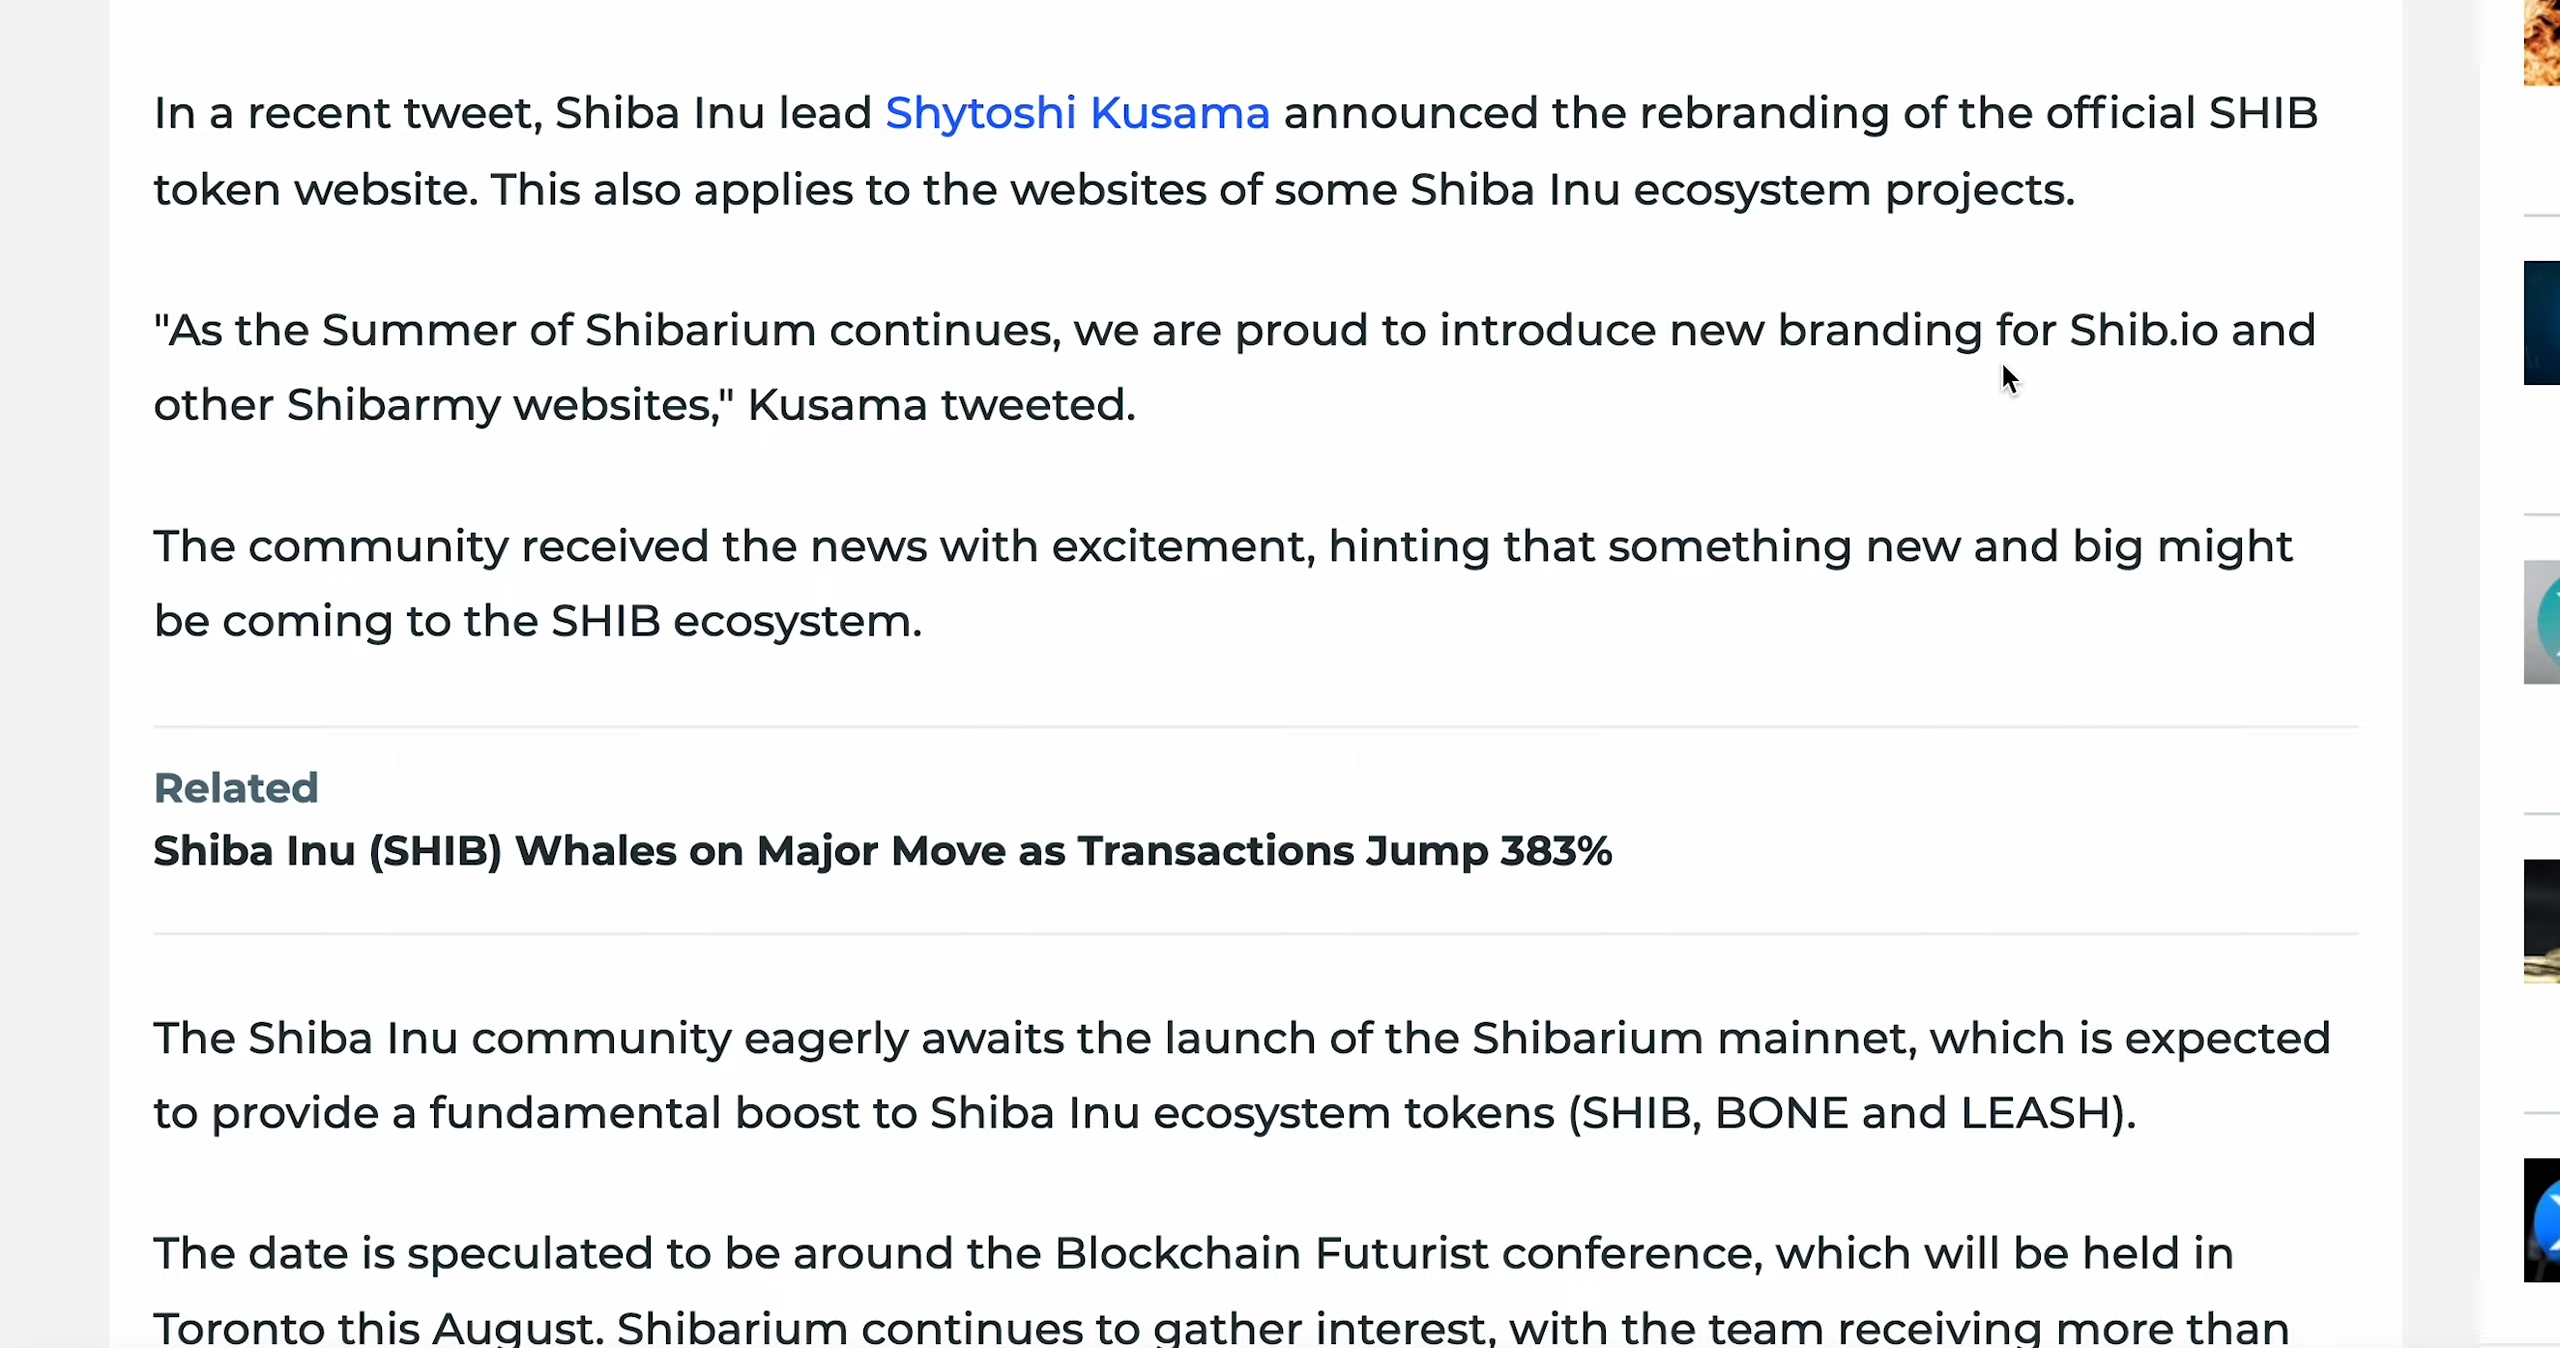 In a recent tweet, Shiba Inu lead Shytoshi Kusama announced the rebranding of the official SHIB
token website. This also applies to the websites of some Shiba Inu ecosystem projects.
"As the Summer of Shibarium continues, we are proud to introduce new branding for Shib.io and
other Shibarmy websites," Kusama tweeted.
The community received the news with excitement, hinting that something new and big might
be coming to the SHIB ecosystem.
Related
Shiba Inu (SHIB) Whales on Major Move as Transactions Jump 383%
The Shiba Inu community eagerly awaits the launch of the Shibarium mainnet, which is expected
to provide a fundamental boost to Shiba Inu ecosystem tokens (SHIB, BONE and LEASH).
The date is speculated to be around the Blockchain Futurist conference, which will be held in
Toronto this August. Shibarium continues to gather interest, with the team receiving more than